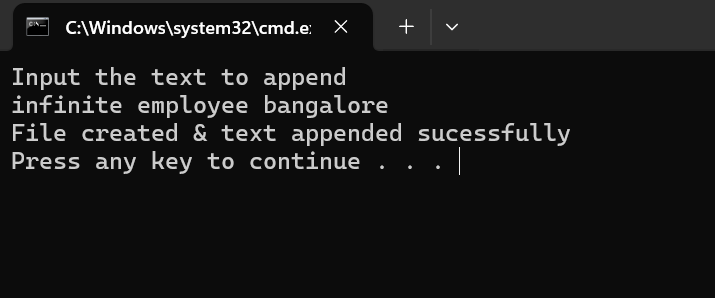 C:\Windows\system32\cmd.e
Input the text to append
infinite employee bangalore
File created & text appended sucessfully
Press any key to continue . . .